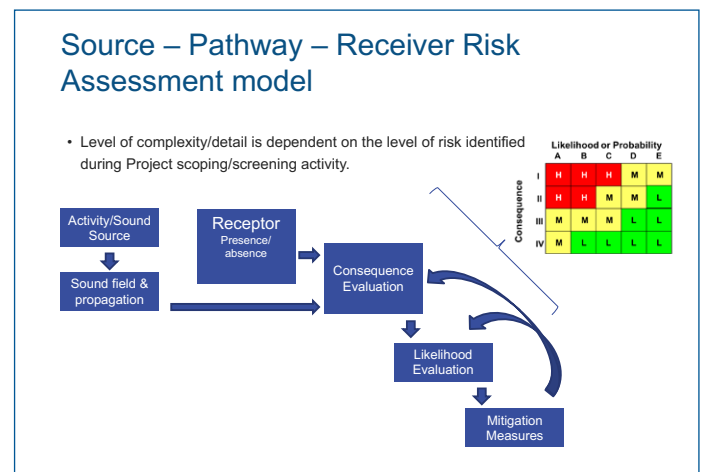 Source – Pathway – Receiver Risk
Assessment model
• Level of complexity/detail is dependent on the level of risk identified
during Project scoping/screening activity.
Likelihood or Probability
A B C D E
Consequence
I H H H M M
II H H M M L
III M M M L L
IV M L L L L
Activity/Sound
Source
Receptor
Presence/
absence
Sound field &
propagation
Consequence
Evaluation
Likelihood
Evaluation
Mitigation
Measures